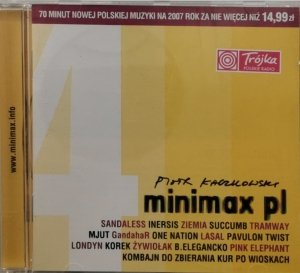 70 MINUT NOWEJ POLSKIEJ MUZYKI NA 2007 ROK ZA NIE WIĘCEJ NIŻ 14,99zł
Trójka
POLSKIE RADIO
www.minimax.info
4
PIOTR KACZKOWSKI
minimax pl
SANDALESS INERSIS ZIEMIA SUCCUMB TRAMWAY
MJUT GandahaR ONE NATION LASAL PAVULON TWIST
LONDYN KOREK ŻYWIOŁAK B.ELEGANCKO PINK ELEPHANT
KOMBAJN DO ZBIERANIA KUR PO WIOSKACH